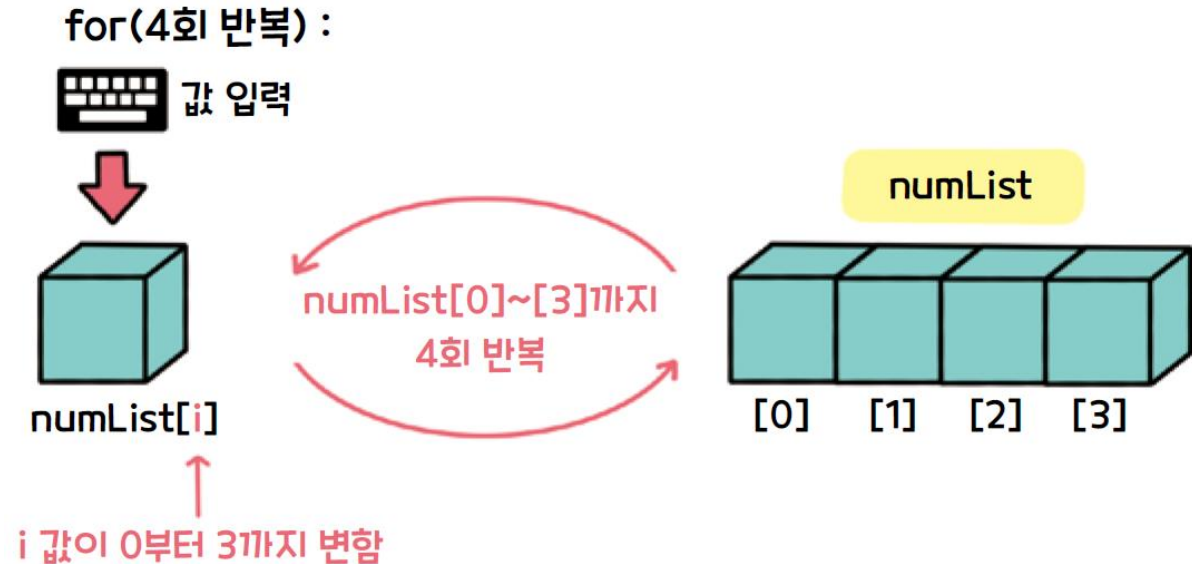 for(4회 반복) :
값 입력
numList
numList[0]~[3]까지
4회 반복
numList[i]
[0] [1] [2] [3]
i 값이 0부터 3까지 변함